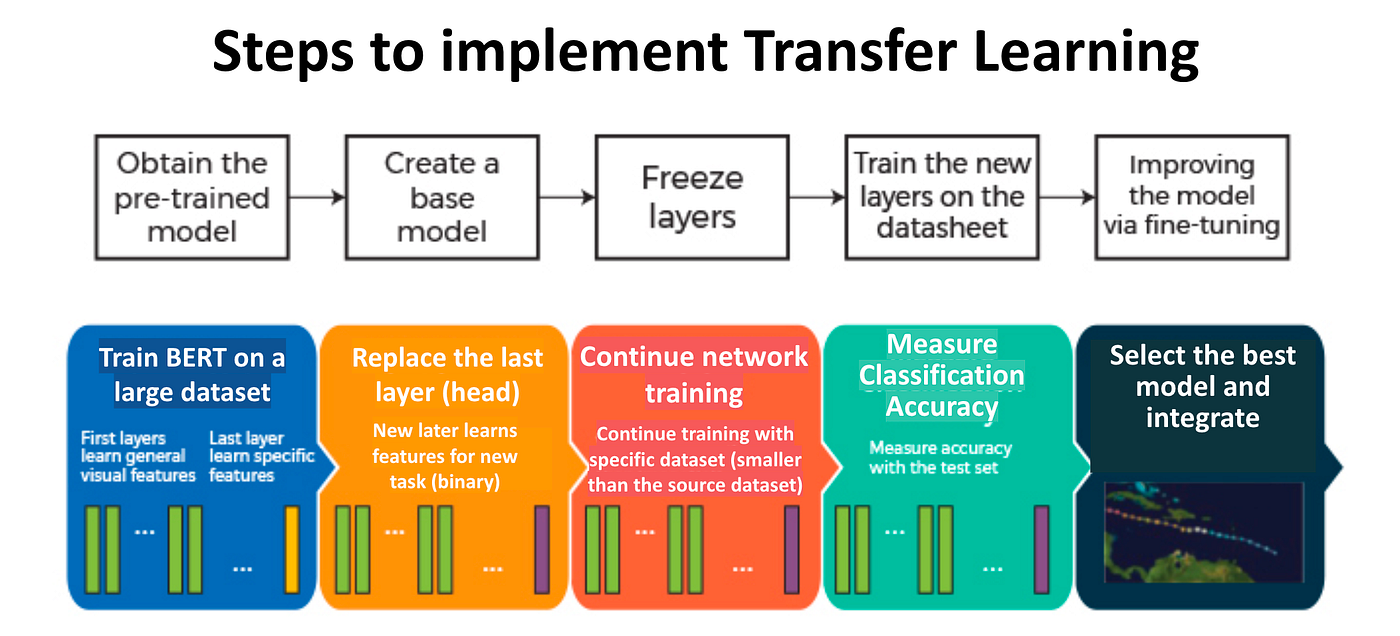 Steps to implement Transfer Learning
Obtain the
pre-trained
model
Create a
base
model
Freeze
layers
Train the new
layers on the
datasheet
Improving
the model
via fine-tuning
Train BERT on a
large dataset
First layers
learn general
visual features
Last layer
learn specific
features
...
...
Replace the last
layer (head)
New later learns
features for new
task (binary)
...
...
Continue network
training
Continue training with
specific dataset (smaller
than the source dataset)
...
...
Measure
Classification
Accuracy
Measure accuracy
with the test set
...
...
Select the best
model and
integrate